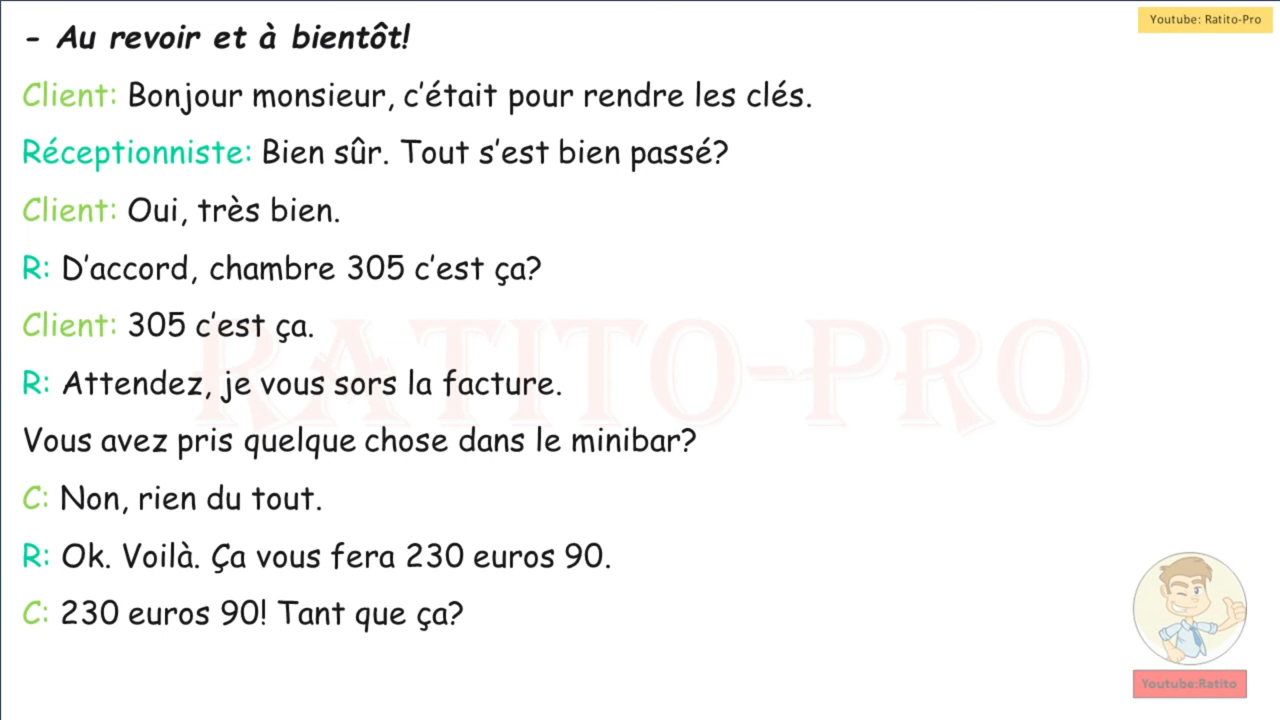 Youtube: Ratito-Pro
- Au revoir et à bientôt!
Client: Bonjour monsieur, c'était pour rendre les clés.
Réceptionniste: Bien sûr. Tout s'est bien passé?
Client: Oui, très bien.
R: D'accord, chambre 305 c'est ça?
Client: 305 c'est ça.
RATITO-PRO
R: Attendez, je vous sors la facture.
Vous avez pris quelque chose dans le minibar?
C: Non, rien du tout.
R: Ok. Voilà. Ça vous fera 230 euros 90.
C: 230 euros 90! Tant que ça?
Youtube:Ratito